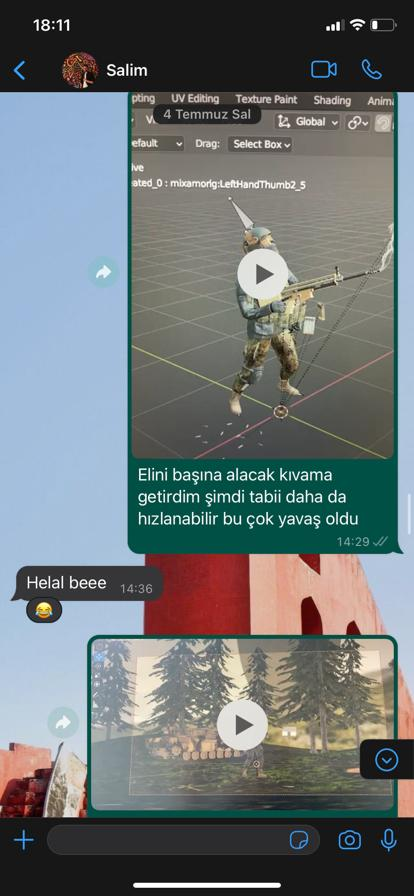 18:11
Salim
pting UV Editing Texture Paint Shading Anima
4 Temmuz Sal
Global
efault Drag: Select Box
ive
ated_0 : mixamorig:LeftHandThumb2_5
Elini başına alacak kıvama
getirdim şimdi tabii daha da
hızlanabilir bu çok yavaş oldu
14:29
Helal beee 14:36